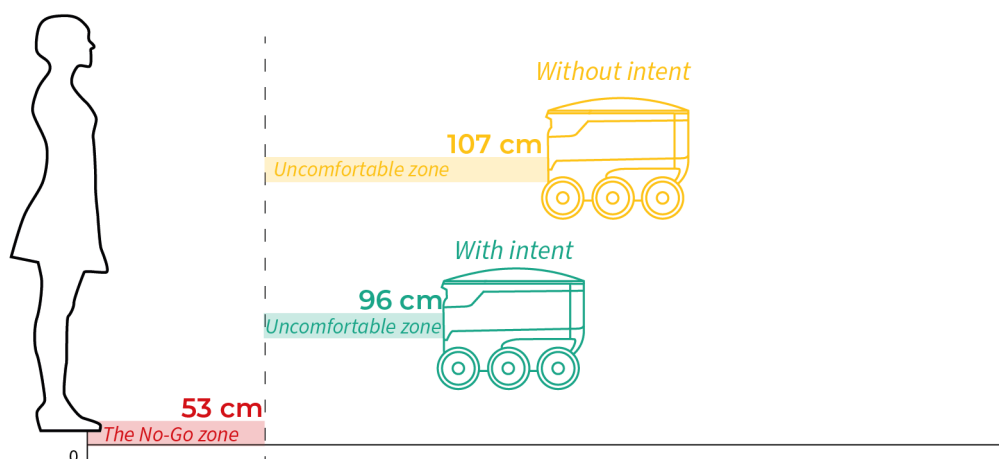 Without intent
107 cm
Uncomfortable zone
With intent
96 cm
Uncomfortable zone
53 cm
The No-Go zone
0